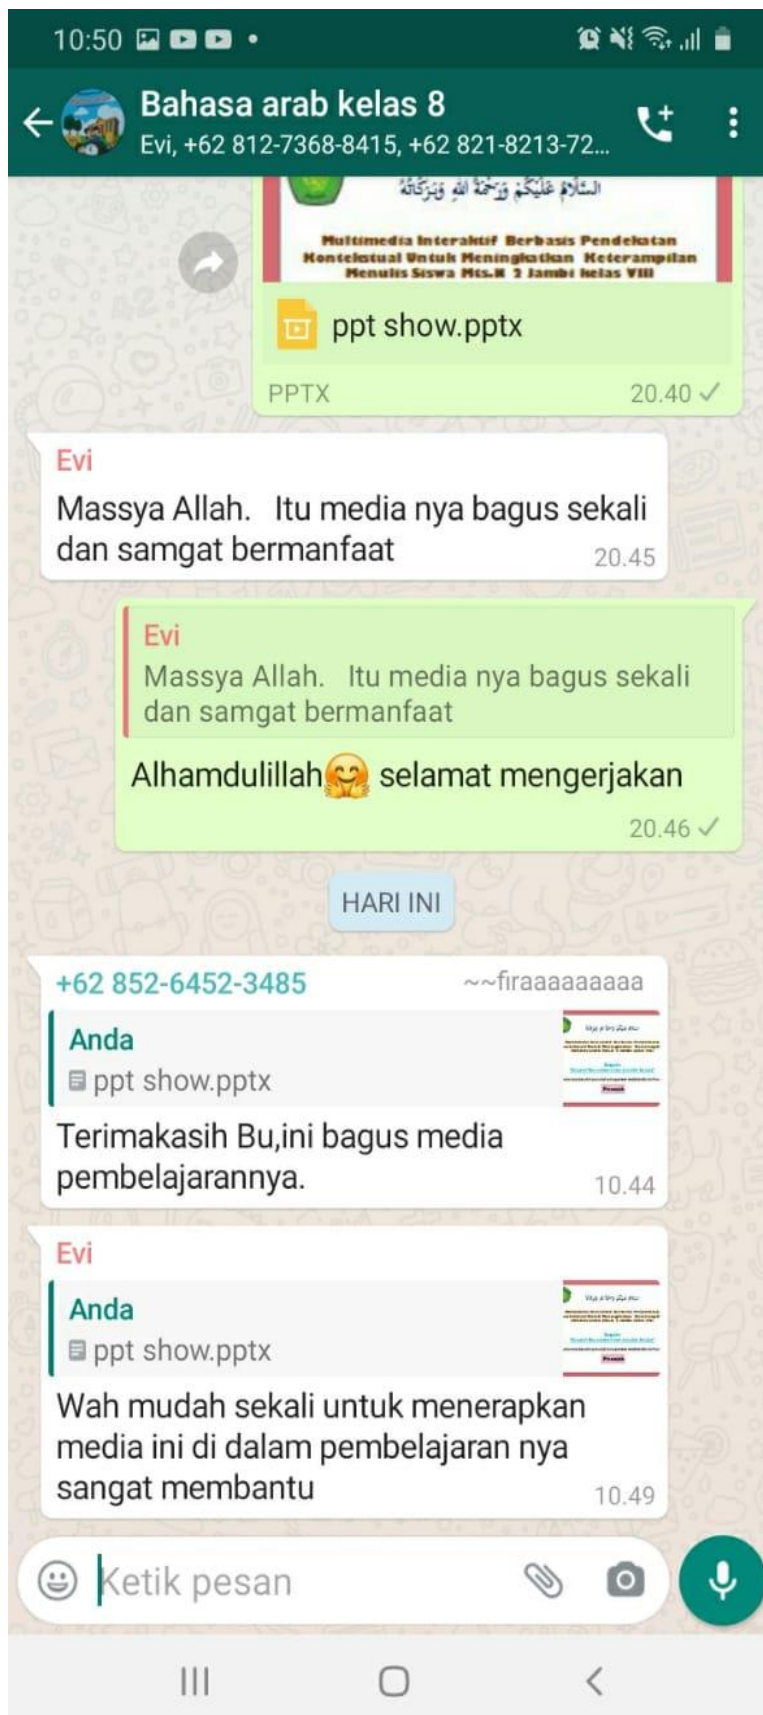 10:50
Bahasa arab kelas 8
Evi, +62 812-7368-8415, +62 821-8213-72...
السَّلَامُ عَلَيْكُمْ وَرَحْمَةُ اللهِ وَبَرَكَاتُهُ
Multimedia Interaktif Berbasis Pendekatan
Kontekstual Untuk Meningkatkan Keterampilan
Menulis Siswa Mts.N 2 Jambi kelas VIII
ppt show.pptx
PPTX 20.40
Evi
Massya Allah. Itu media nya bagus sekali
dan samgat bermanfaat 20.45
Evi
Massya Allah. Itu media nya bagus sekali
dan samgat bermanfaat
Alhamdulillah🤗 selamat mengerjakan
20.46
HARI INI
+62 852-6452-3485 ~~firaaaaaaaaaa
Anda
ppt show.pptx
Terimakasih Bu,ini bagus media
pembelajarannya. 10.44
Evi
Anda
ppt show.pptx
Wah mudah sekali untuk menerapkan
media ini di dalam pembelajaran nya
sangat membantu 10.49
Ketik pesan